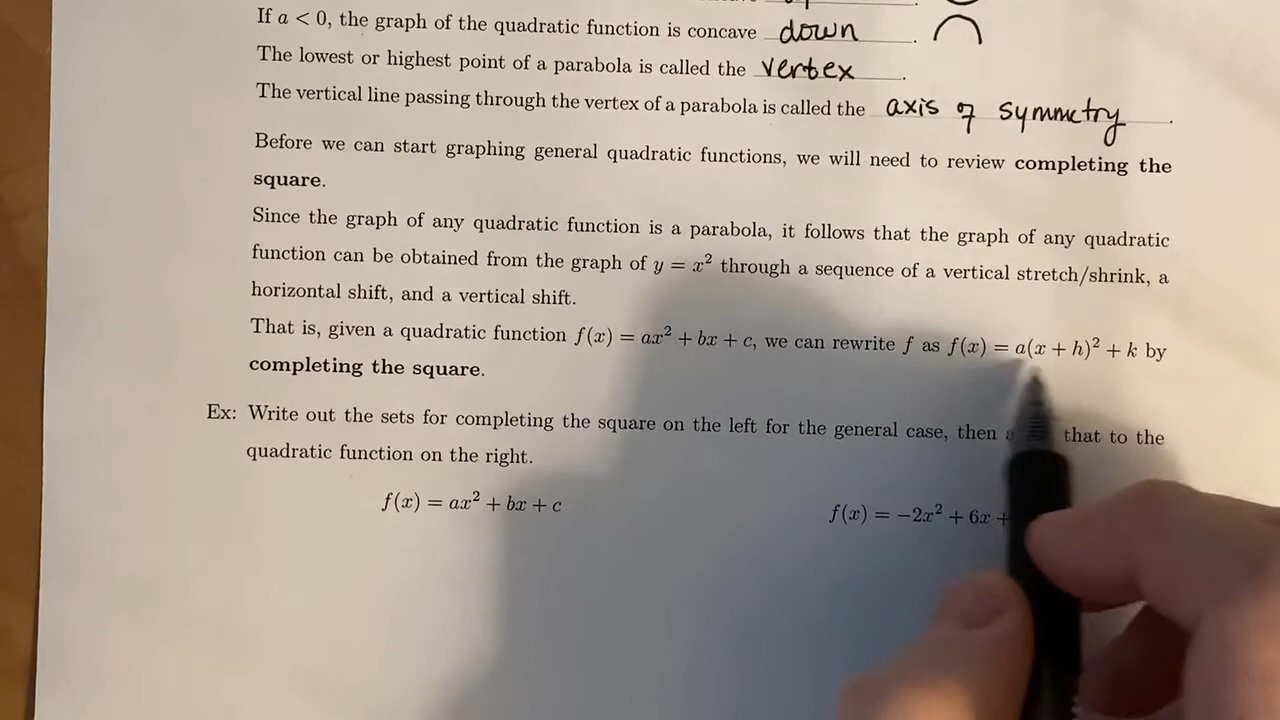 If a < 0, the graph of the quadratic function is concave down.
The lowest or highest point of a parabola is called the vertex.
The vertical line passing through the vertex of a parabola is called the axis of symmetry.
Before we can start graphing general quadratic functions, we will need to review completing the
square.
Since the graph of any quadratic function is a parabola, it follows that the graph of any quadratic
function can be obtained from the graph of y = x² through a sequence of a vertical stretch/shrink, a
horizontal shift, and a vertical shift.
That is, given a quadratic function f(x) = ax² + bx + c, we can rewrite f as f(x) = a(x + h)² + k by
completing the square.
Ex: Write out the sets for completing the square on the left for the general case, then that to the
quadratic function on the right.
f(x) = ax² + bx + c f(x) = −2x² + 6x +